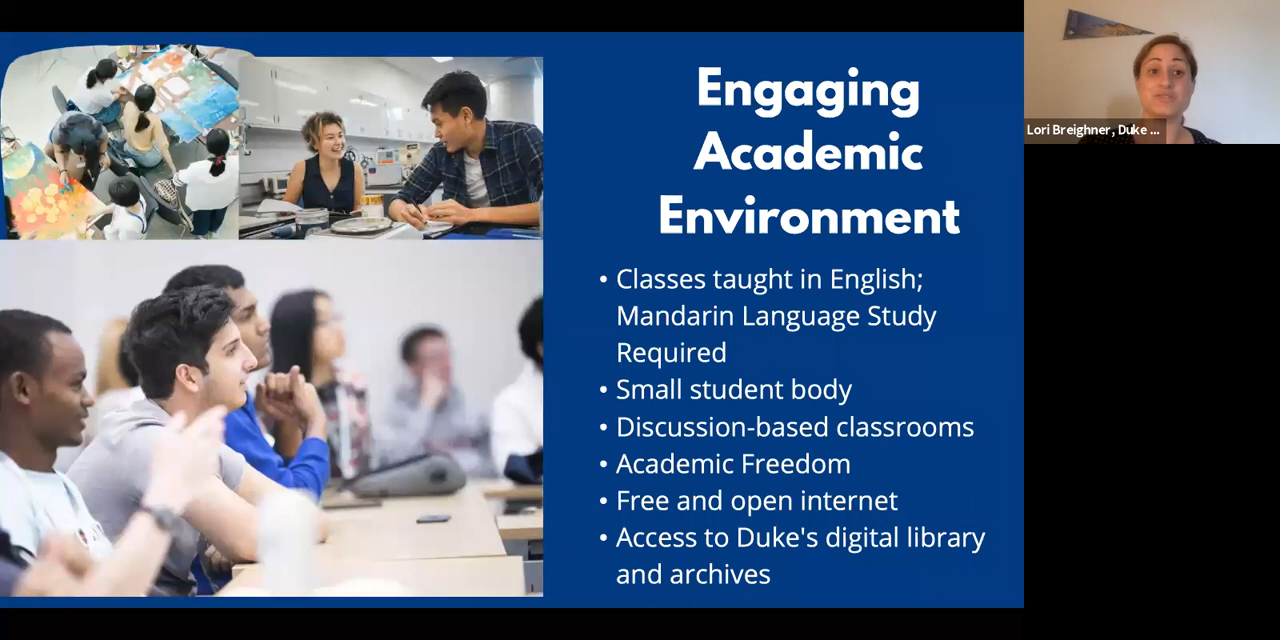 Engaging
Academic
Environment
• Classes taught in English;
Mandarin Language Study
Required
• Small student body
• Discussion-based classrooms
• Academic Freedom
• Free and open internet
• Access to Duke's digital library
and archives
Lori Breighner, Duke ...